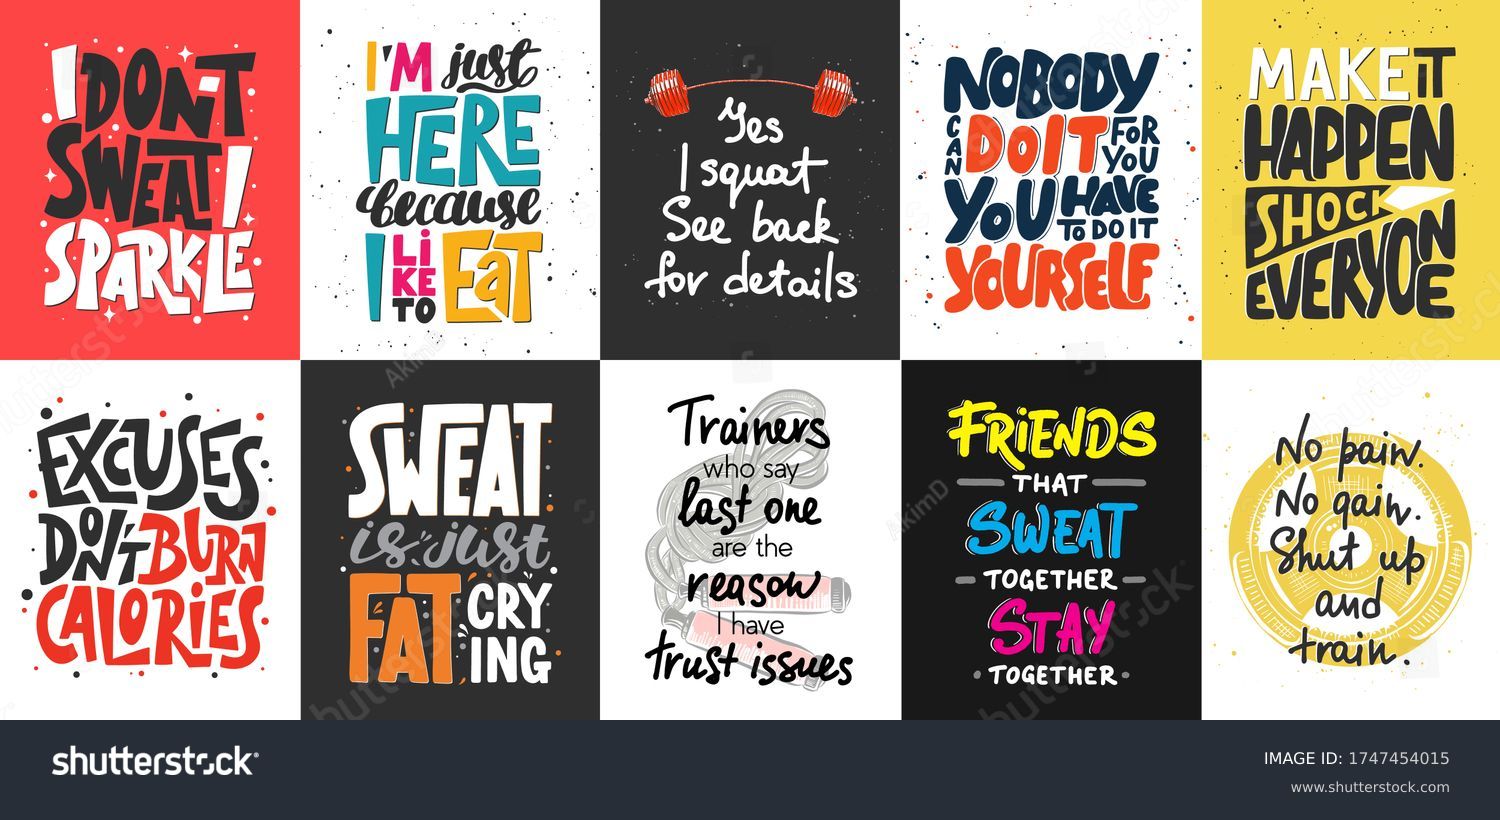 I DON'T
SWEAT I
SPARKLE
I'M just
HERE
because
I LiKE TO EAT
Yes
I squat
See back
for details
NOBODY
CAN DO IT FOR YOU
YOU HAVE TO DO IT
YOURSELF
MAKE IT
HAPPEN
SHOCK
EVERYONE
EXCUSES
DON'T BURN
CALORiES
SWEAT
is just
FAT CRY
ING
Trainers
who say
last one
are the
reason
I have
trust issues
FRiENDS
THAT
SWEAT
TOGETHER
STAY
TOGETHER
No pain.
No gain.
Shut up
and
train.
shutterstock
IMAGE ID: 1747454015
www.shutterstock.com